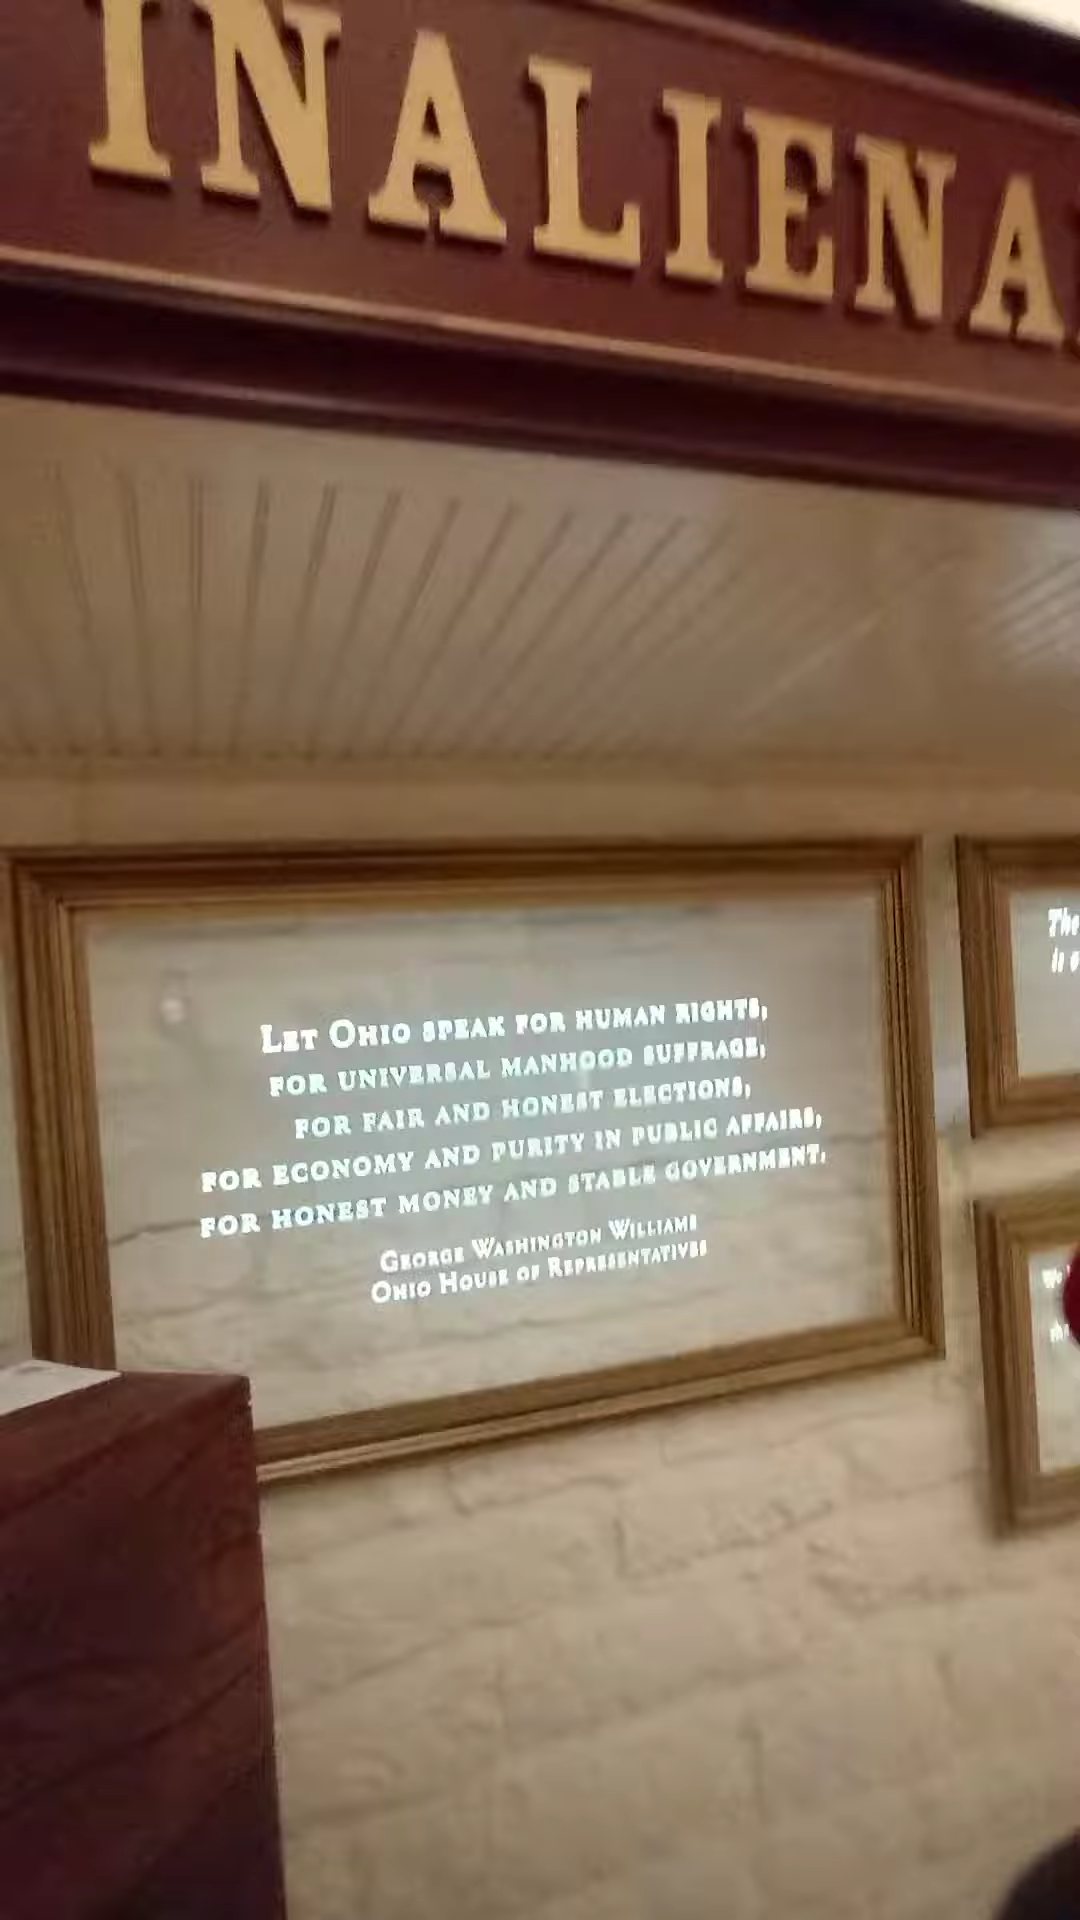 INALIENA
LET OHIO SPEAK FOR HUMAN RIGHTS,
FOR UNIVERSAL MANHOOD SUFFRAGE,
FOR FAIR AND HONEST ELECTIONS,
FOR ECONOMY AND PURITY IN PUBLIC AFFAIRS,
FOR HONEST MONEY AND STABLE GOVERNMENT.
GEORGE WASHINGTON WILLIAMS
OHIO HOUSE OF REPRESENTATIVES
The